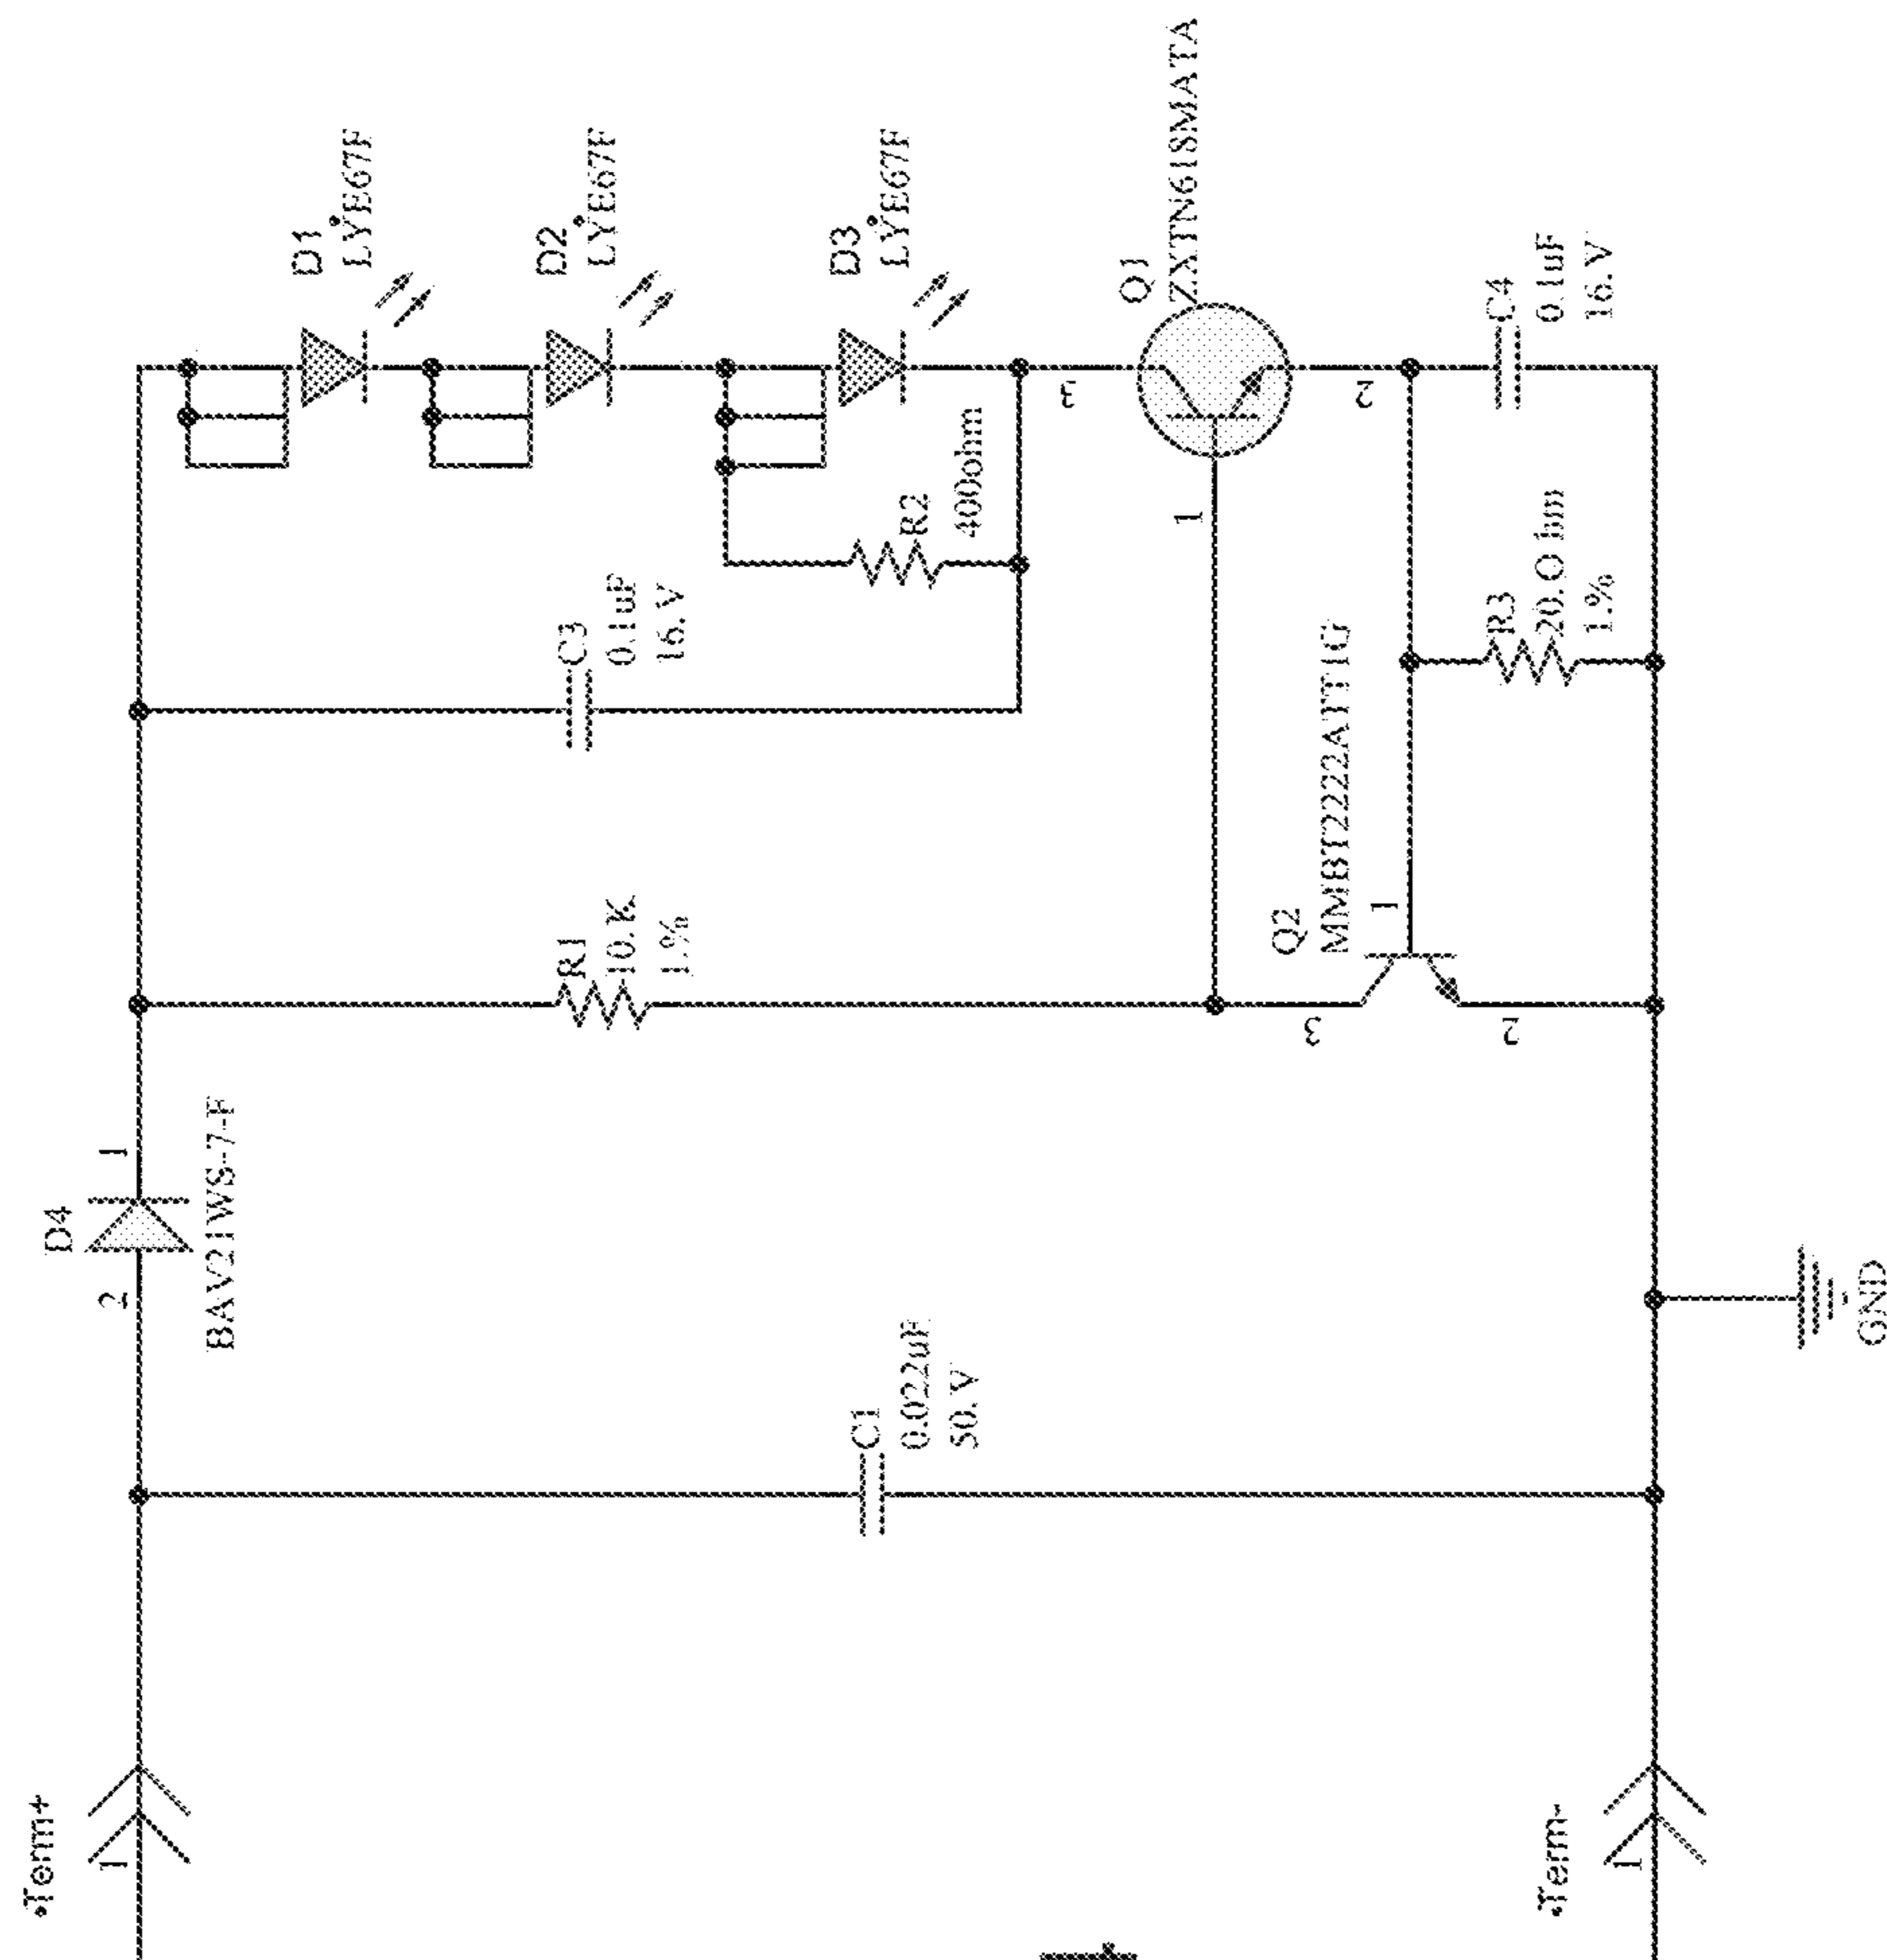 D1
LYE67F
D2
LYE67F
D3
LYE67F
Q1
ZXTN618MATA
3
2
1
C4
0.1uF
16.V
R2
400ohm
C3
0.1uF
16.V
R3
20.Ohm
1.%
R1
10.K
1.%
Q2
MMBT2222ATT1G
1
3
2
D4
1
2
BAV21WS-7-F
C1
0.022uF
50.V
GND
Term+
1
Term-
1